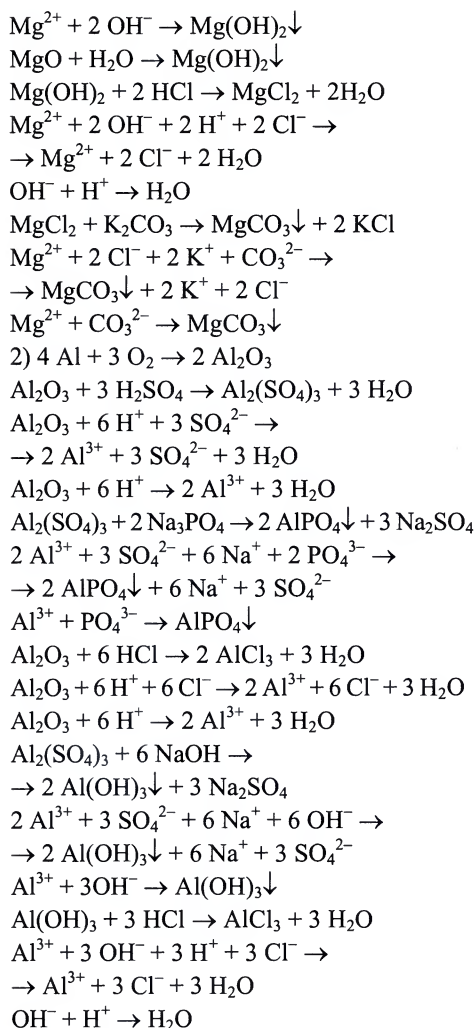 Mg²⁺ + 2 OH⁻ → Mg(OH)₂↓
MgO + H₂O → Mg(OH)₂↓
Mg(OH)₂ + 2 HCl → MgCl₂ + 2H₂O
Mg²⁺ + 2 OH⁻ + 2 H⁺ + 2 Cl⁻ →
→ Mg²⁺ + 2 Cl⁻ + 2 H₂O
OH⁻ + H⁺ → H₂O
MgCl₂ + K₂CO₃ → MgCO₃↓ + 2 KCl
Mg²⁺ + 2 Cl⁻ + 2 K⁺ + CO₃²⁻ →
→ MgCO₃↓ + 2 K⁺ + 2 Cl⁻
Mg²⁺ + CO₃²⁻ → MgCO₃↓
2) 4 Al + 3 O₂ → 2 Al₂O₃
Al₂O₃ + 3 H₂SO₄ → Al₂(SO₄)₃ + 3 H₂O
Al₂O₃ + 6 H⁺ + 3 SO₄²⁻ →
→ 2 Al³⁺ + 3 SO₄²⁻ + 3 H₂O
Al₂O₃ + 6 H⁺ → 2 Al³⁺ + 3 H₂O
Al₂(SO₄)₃ + 2 Na₃PO₄ → 2 AlPO₄↓ + 3 Na₂SO₄
2 Al³⁺ + 3 SO₄²⁻ + 6 Na⁺ + 2 PO₄³⁻ →
→ 2 AlPO₄↓ + 6 Na⁺ + 3 SO₄²⁻
Al³⁺ + PO₄³⁻ → AlPO₄↓
Al₂O₃ + 6 HCl → 2 AlCl₃ + 3 H₂O
Al₂O₃ + 6 H⁺ + 6 Cl⁻ → 2 Al³⁺ + 6 Cl⁻ + 3 H₂O
Al₂O₃ + 6 H⁺ → 2 Al³⁺ + 3 H₂O
Al₂(SO₄)₃ + 6 NaOH →
→ 2 Al(OH)₃↓ + 3 Na₂SO₄
2 Al³⁺ + 3 SO₄²⁻ + 6 Na⁺ + 6 OH⁻ →
→ 2 Al(OH)₃↓ + 6 Na⁺ + 3 SO₄²⁻
Al³⁺ + 3OH⁻ → Al(OH)₃↓
Al(OH)₃ + 3 HCl → AlCl₃ + 3 H₂O
Al³⁺ + 3 OH⁻ + 3 H⁺ + 3 Cl⁻ →
→ Al³⁺ + 3 Cl⁻ + 3 H₂O
OH⁻ + H⁺ → H₂O